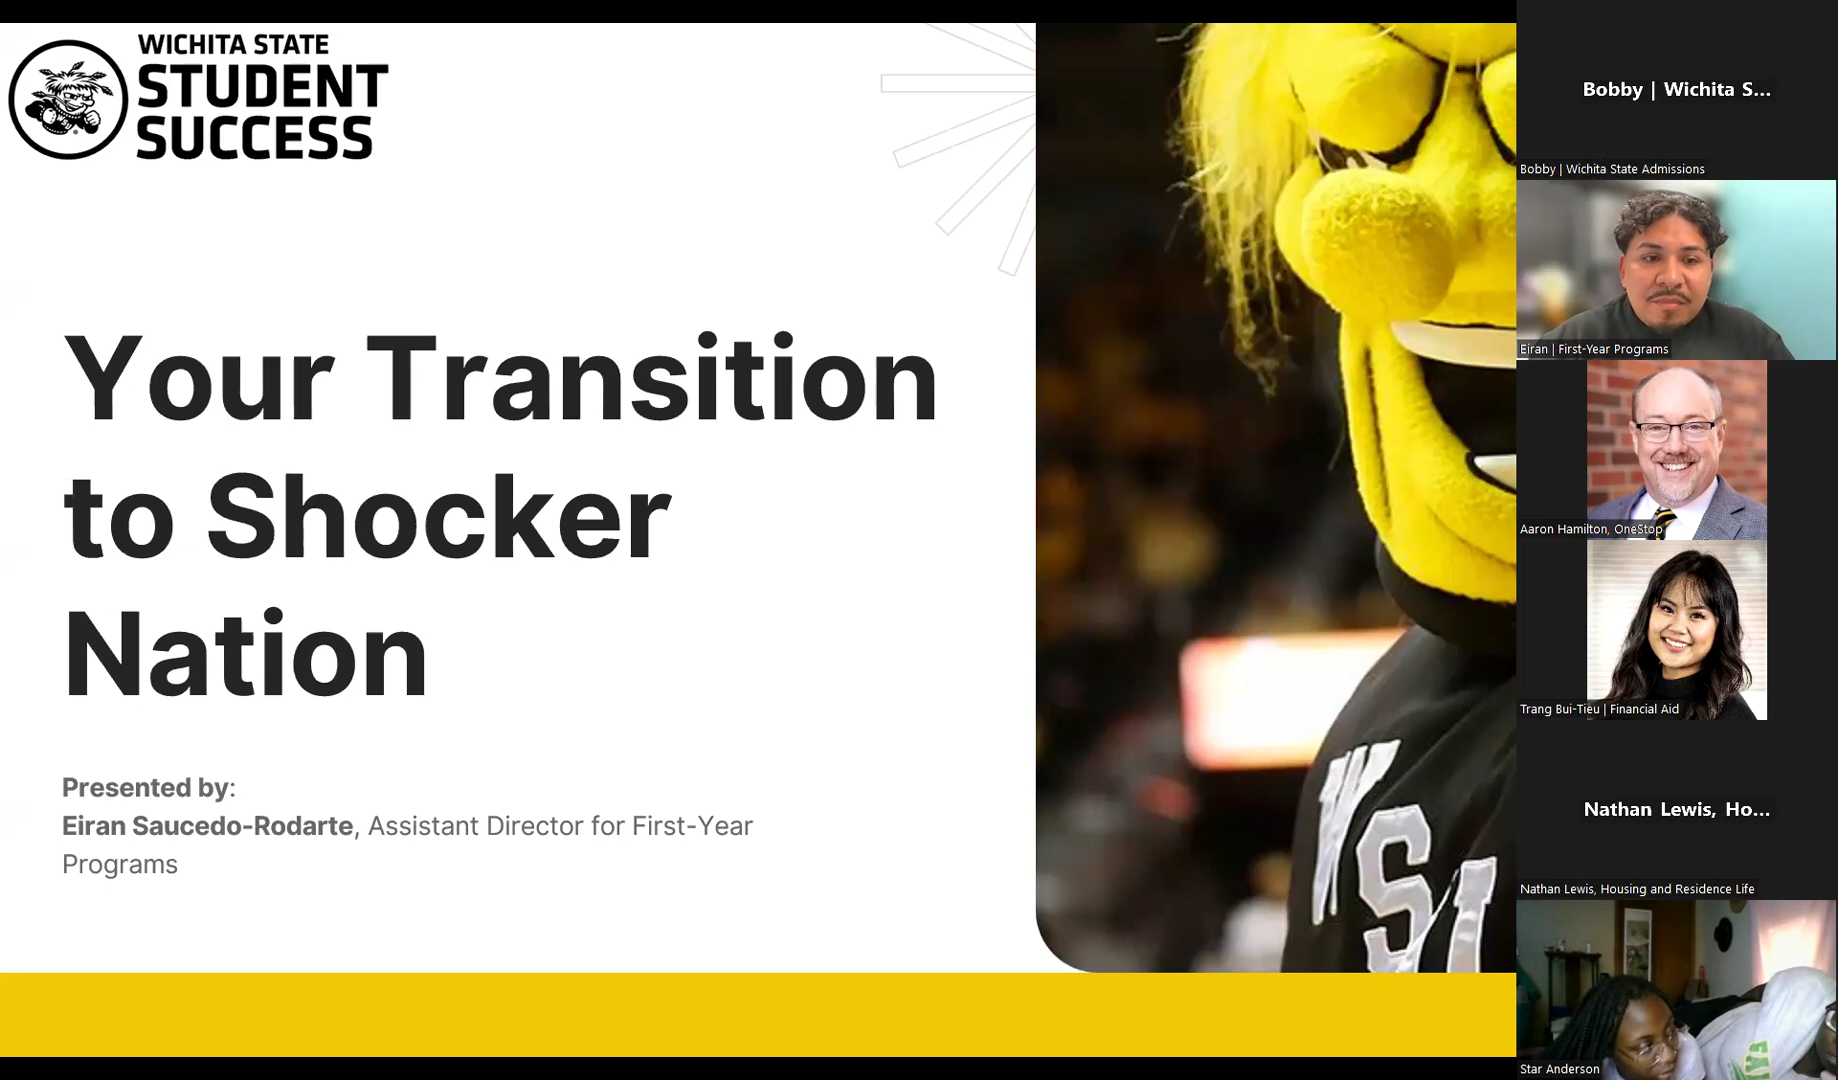 WICHITA STATE
STUDENT
SUCCESS
Your Transition
to Shocker
Nation
Presented by:
Eiran Saucedo-Rodarte, Assistant Director for First-Year
Programs
Bobby | Wichita S...
Bobby | Wichita State Admissions
Eiran | First-Year Programs
Aaron Hamilton, OneStop
Trang Bui-Tieu | Financial Aid
Nathan Lewis, Ho...
Nathan Lewis, Housing and Residence Life
Star Anderson